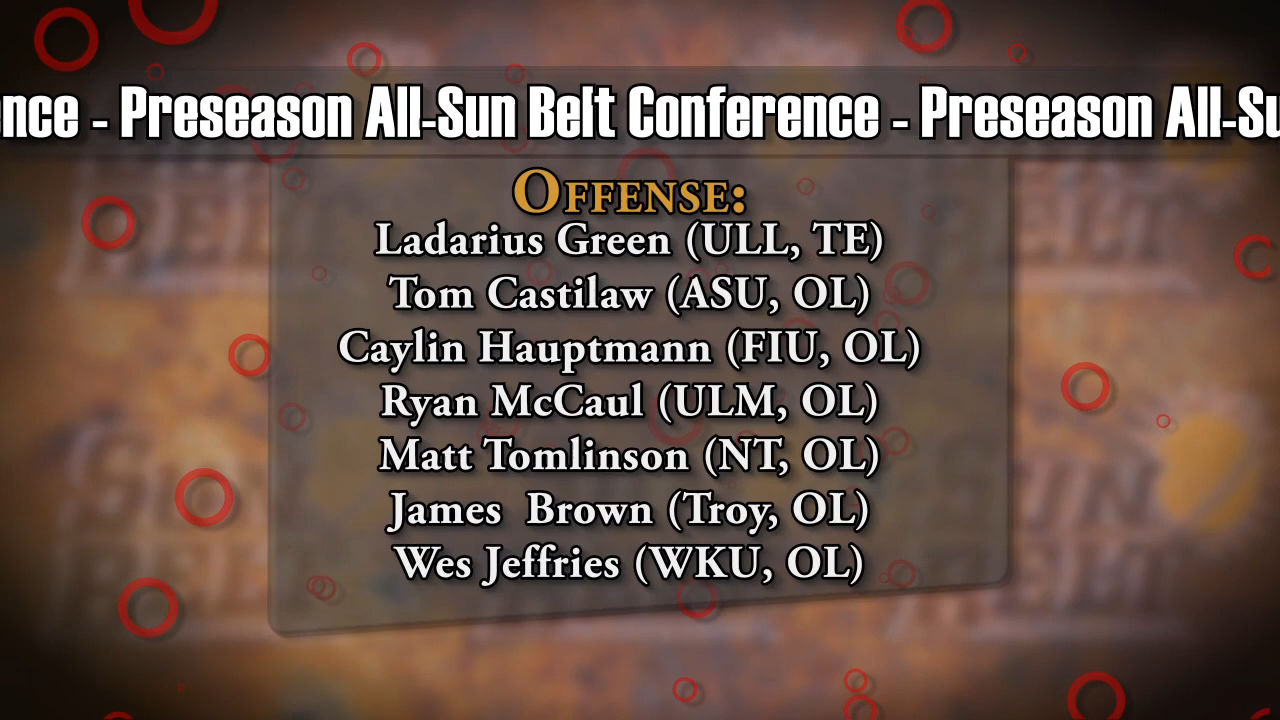 nce - Preseason All-Sun Belt Conference - Preseason All-Su
Offense:
Ladarius Green (ULL, TE)
Tom Castilaw (ASU, OL)
Caylin Hauptmann (FIU, OL)
Ryan McCaul (ULM, OL)
Matt Tomlinson (NT, OL)
James  Brown (Troy, OL)
Wes Jeffries (WKU, OL)